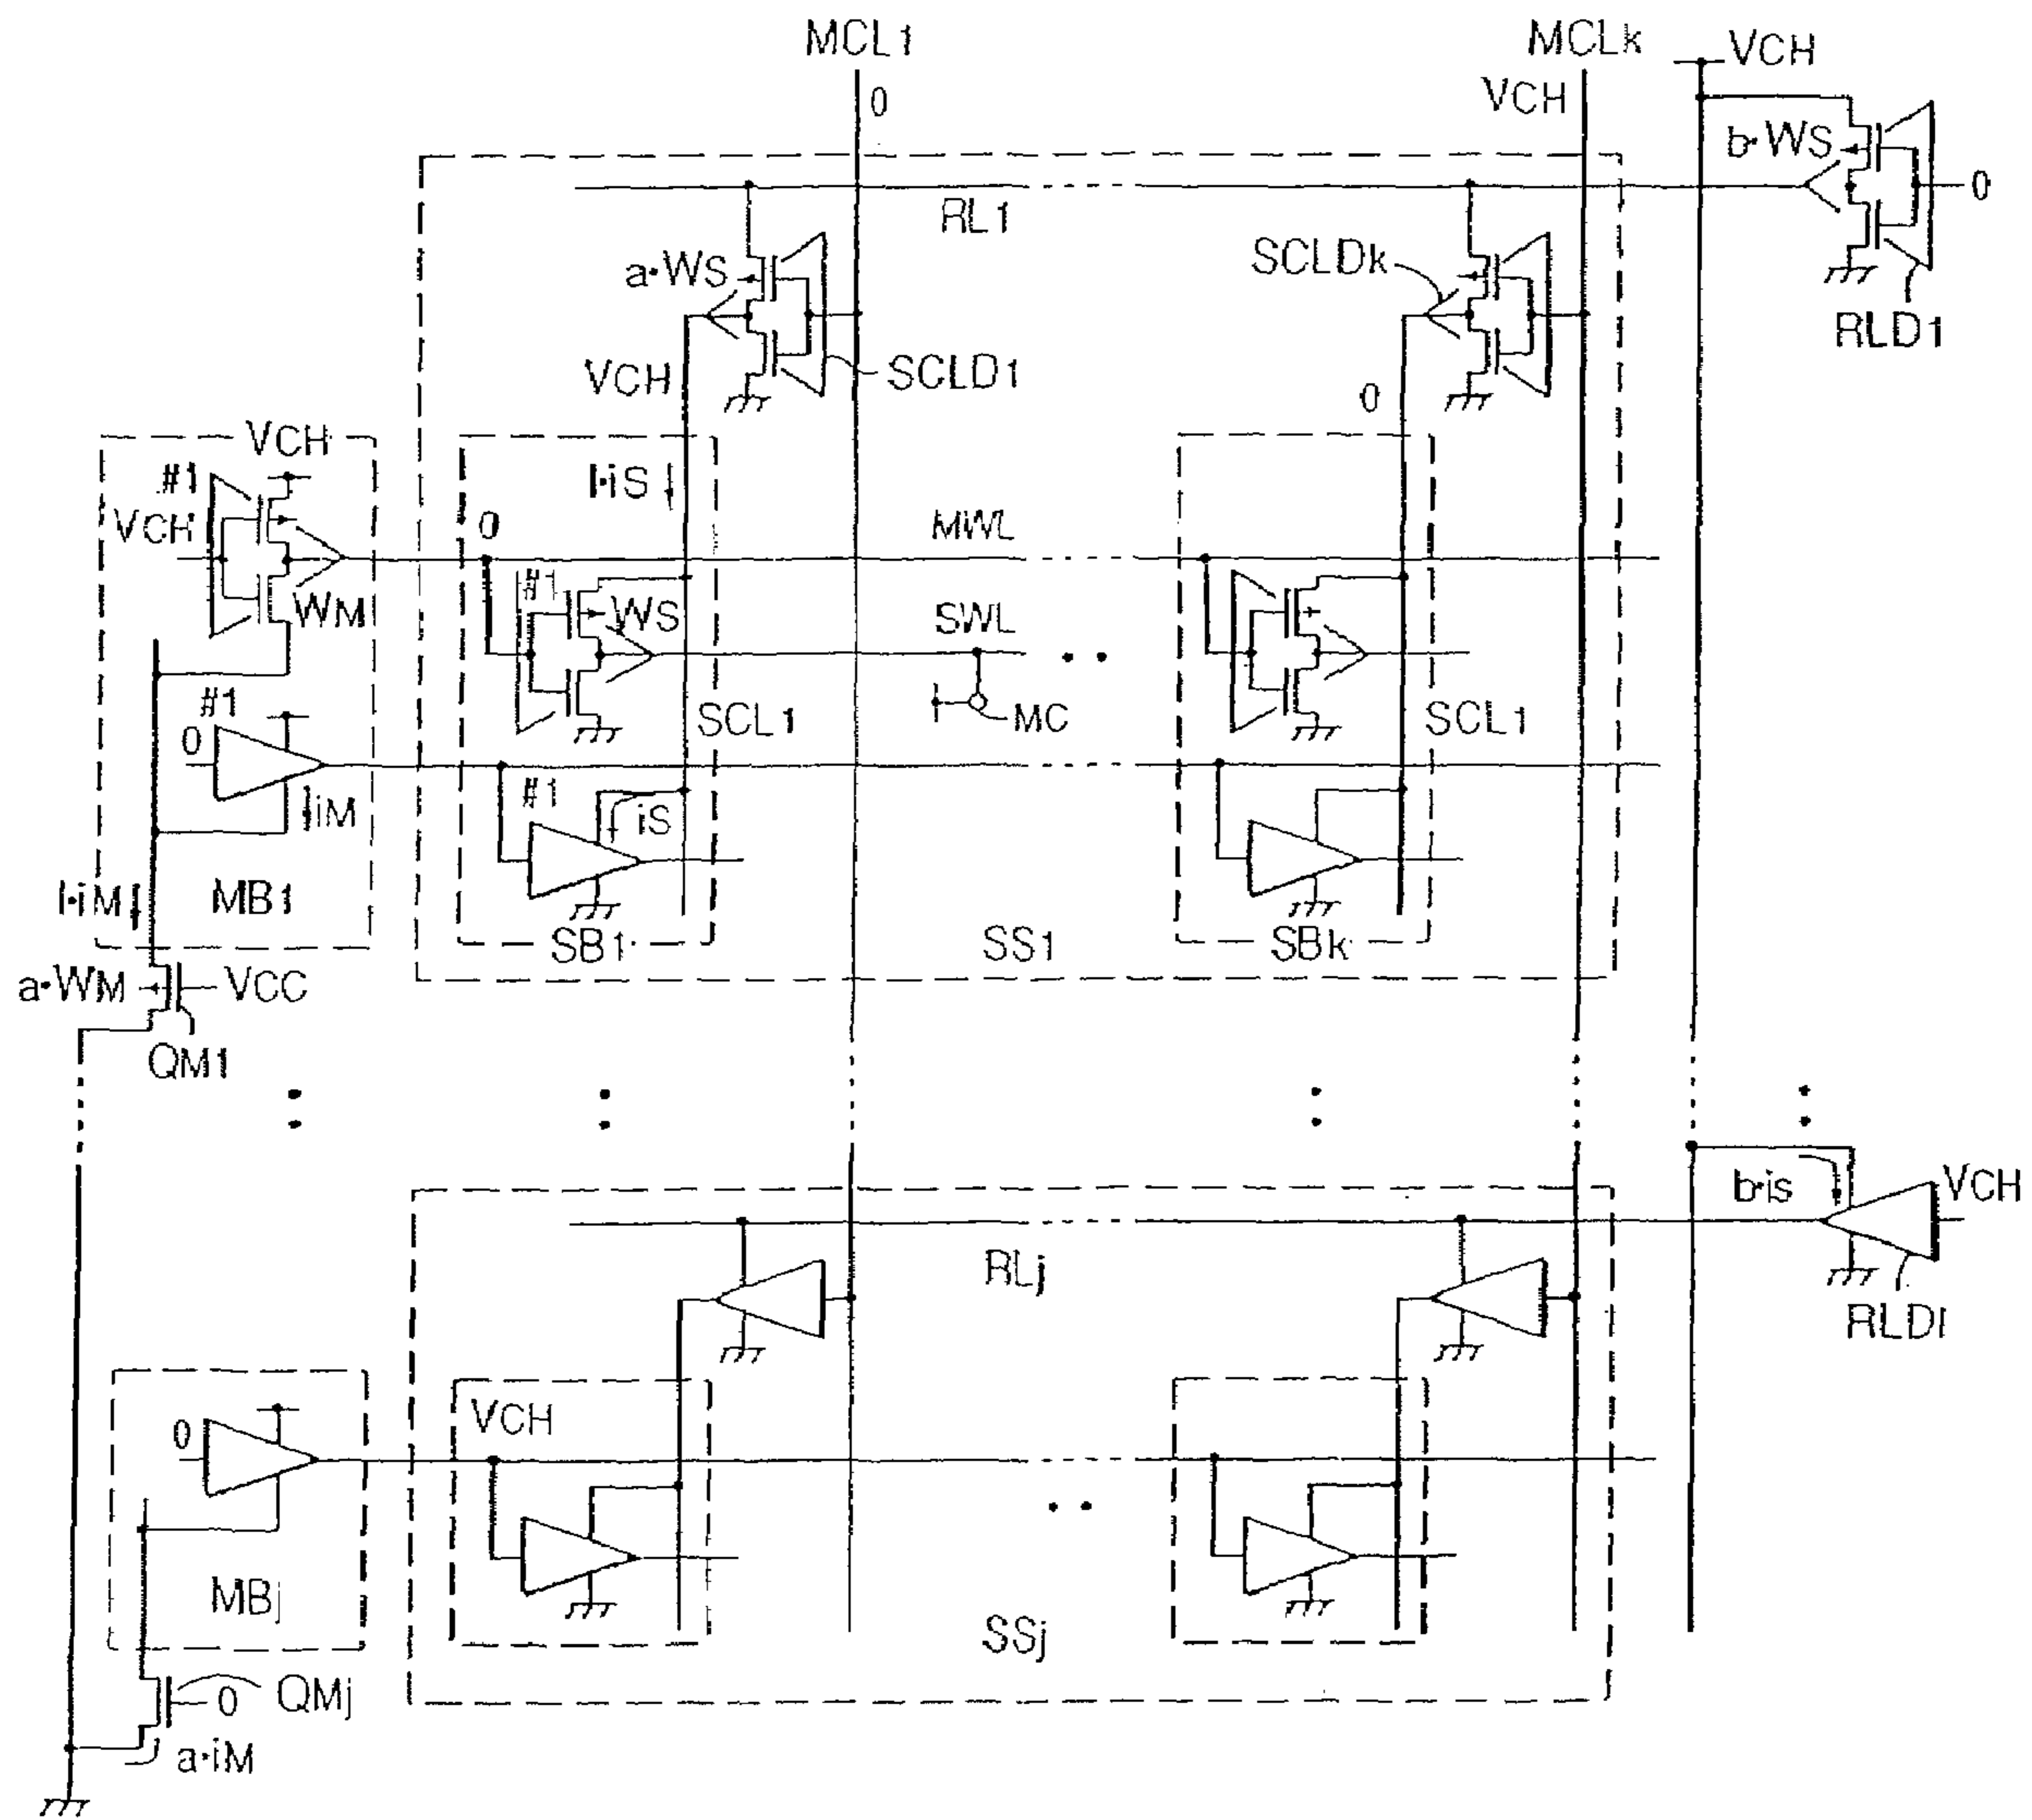 MCL1
MCLk
VCH
0
VCH
b·WS
0
RL1
RLD1
a·WS
SCLDk
SCLD1
VCH
0
VCH
#1
VCH
l·iS
0
MWL
#1
WS
WM
SWL
SCL1
MC
SCL1
#1
0
iM
#1
iS
l·iM
MB1
SB1
SS1
SBk
a·WM
VCC
QM1
b·is
VCH
RLj
RLDl
VCH
0
MBj
SSj
0
QMj
a·iM